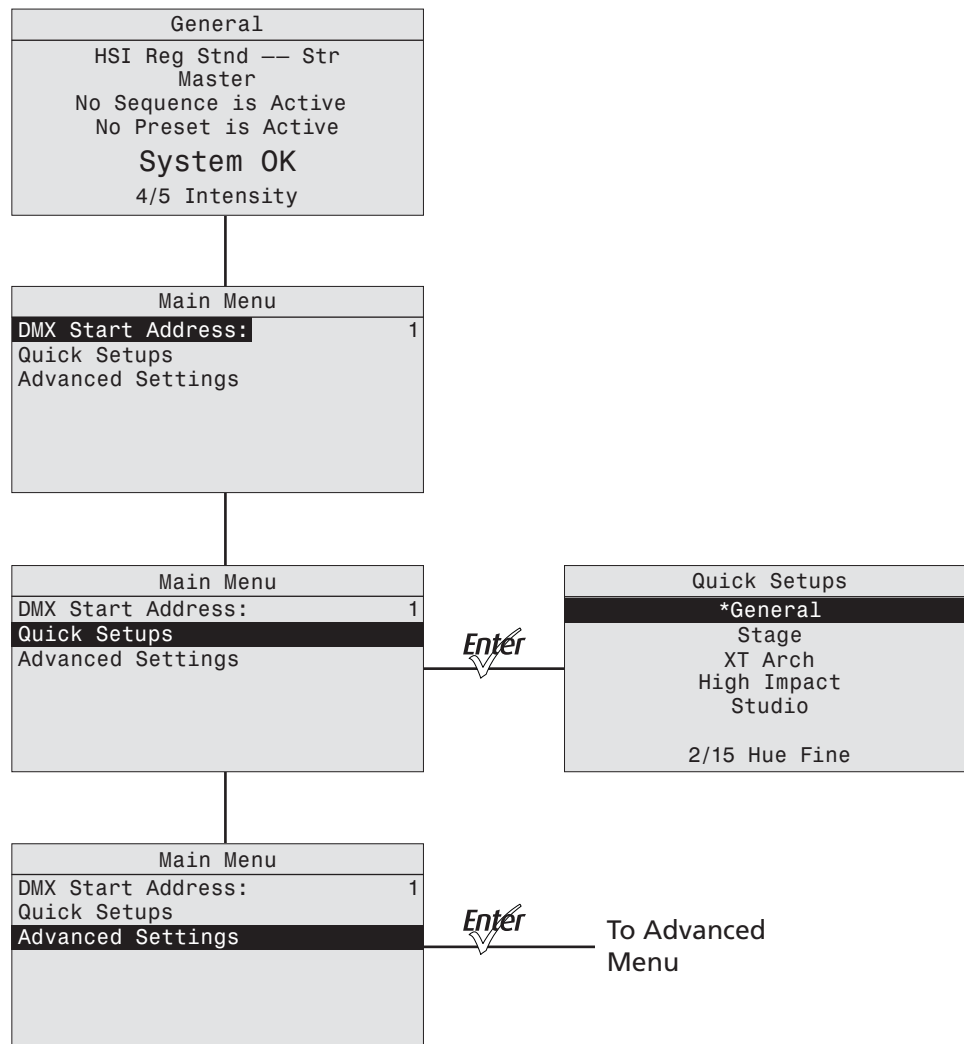 General
HSI Reg Stnd –– Str
Master
No Sequence is Active
No Preset is Active
System OK
4/5 Intensity
Main Menu
DMX Start Address: 1
Quick Setups
Advanced Settings
Main Menu
DMX Start Address: 1
Quick Setups
Advanced Settings
Enter
Quick Setups
*General
Stage
XT Arch
High Impact
Studio
2/15 Hue Fine
Main Menu
DMX Start Address: 1
Quick Setups
Advanced Settings
Enter
To Advanced
Menu